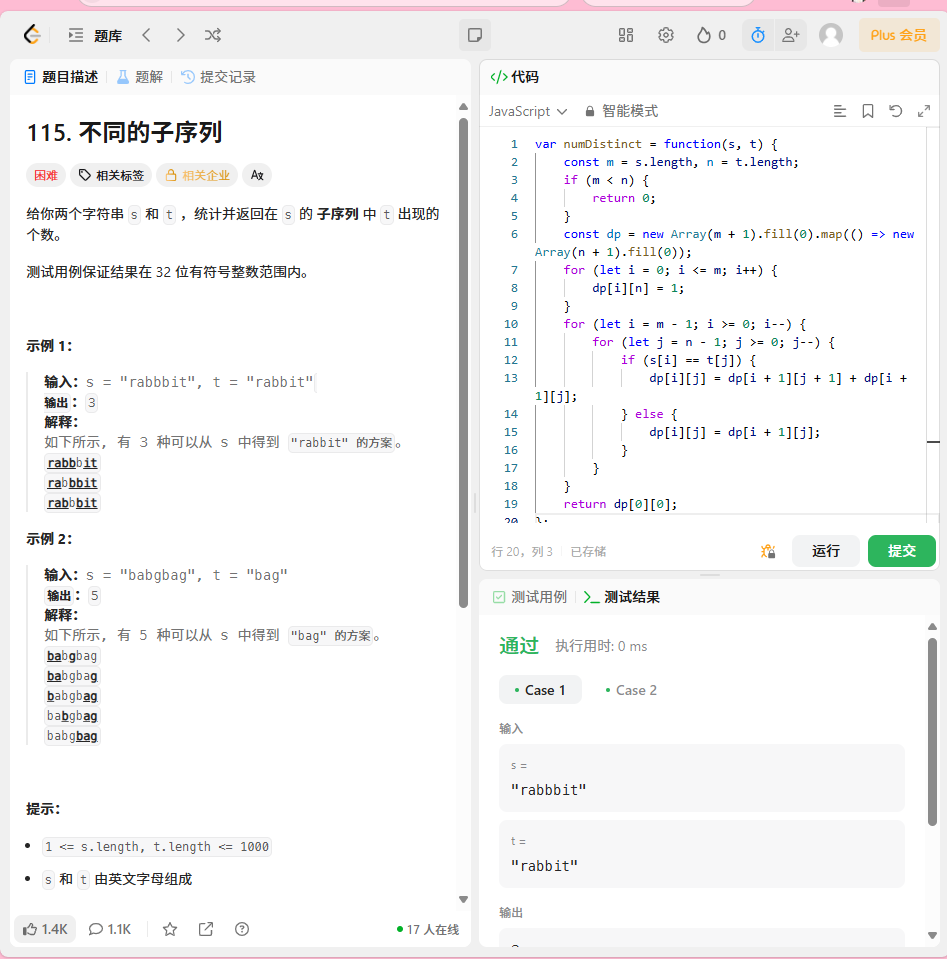 题库
0
Plus 会员
题目描述
题解
提交记录
115. 不同的子序列
困难
相关标签
相关企业
给你两个字符串 s 和 t ，统计并返回在 s 的 子序列 中 t 出现的
个数。
测试用例保证结果在 32 位有符号整数范围内。
示例 1：
输入：s = "rabbbit", t = "rabbit"
输出：3
解释：
如下所示, 有 3 种可以从 s 中得到 "rabbit" 的方案。
rabbbit
rabbbit
rabbbit
示例 2：
输入：s = "babgbag", t = "bag"
输出：5
解释：
如下所示, 有 5 种可以从 s 中得到 "bag" 的方案。
babgbag
babgbag
babgbag
babgbag
babgbag
提示：
1 <= s.length, t.length <= 1000
s 和 t 由英文字母组成
1.4K
1.1K
17 人在线
</> 代码
JavaScript
智能模式
1 var numDistinct = function(s, t) {
2 const m = s.length, n = t.length;
3 if (m < n) {
4 return 0;
5 }
6 const dp = new Array(m + 1).fill(0).map(() => new
Array(n + 1).fill(0));
7 for (let i = 0; i <= m; i++) {
8 dp[i][n] = 1;
9 }
10 for (let i = m - 1; i >= 0; i--) {
11 for (let j = n - 1; j >= 0; j--) {
12 if (s[i] == t[j]) {
13 dp[i][j] = dp[i + 1][j + 1] + dp[i +
1][j];
14 } else {
15 dp[i][j] = dp[i + 1][j];
16 }
17 }
18 }
19 return dp[0][0];
20 };
行 20，列 3
已存储
运行
提交
测试用例
测试结果
通过
执行用时: 0 ms
Case 1
Case 2
输入
s =
"rabbbit"
t =
"rabbit"
输出